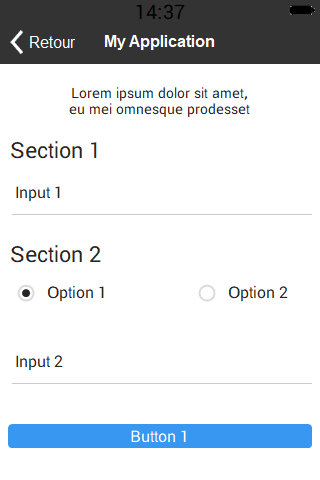 14:37
Retour
My Application
Lorem ipsum dolor sit amet,
eu mei omnesque prodesset
Section 1
Input 1
Section 2
Option 1
Option 2
Input 2
Button 1